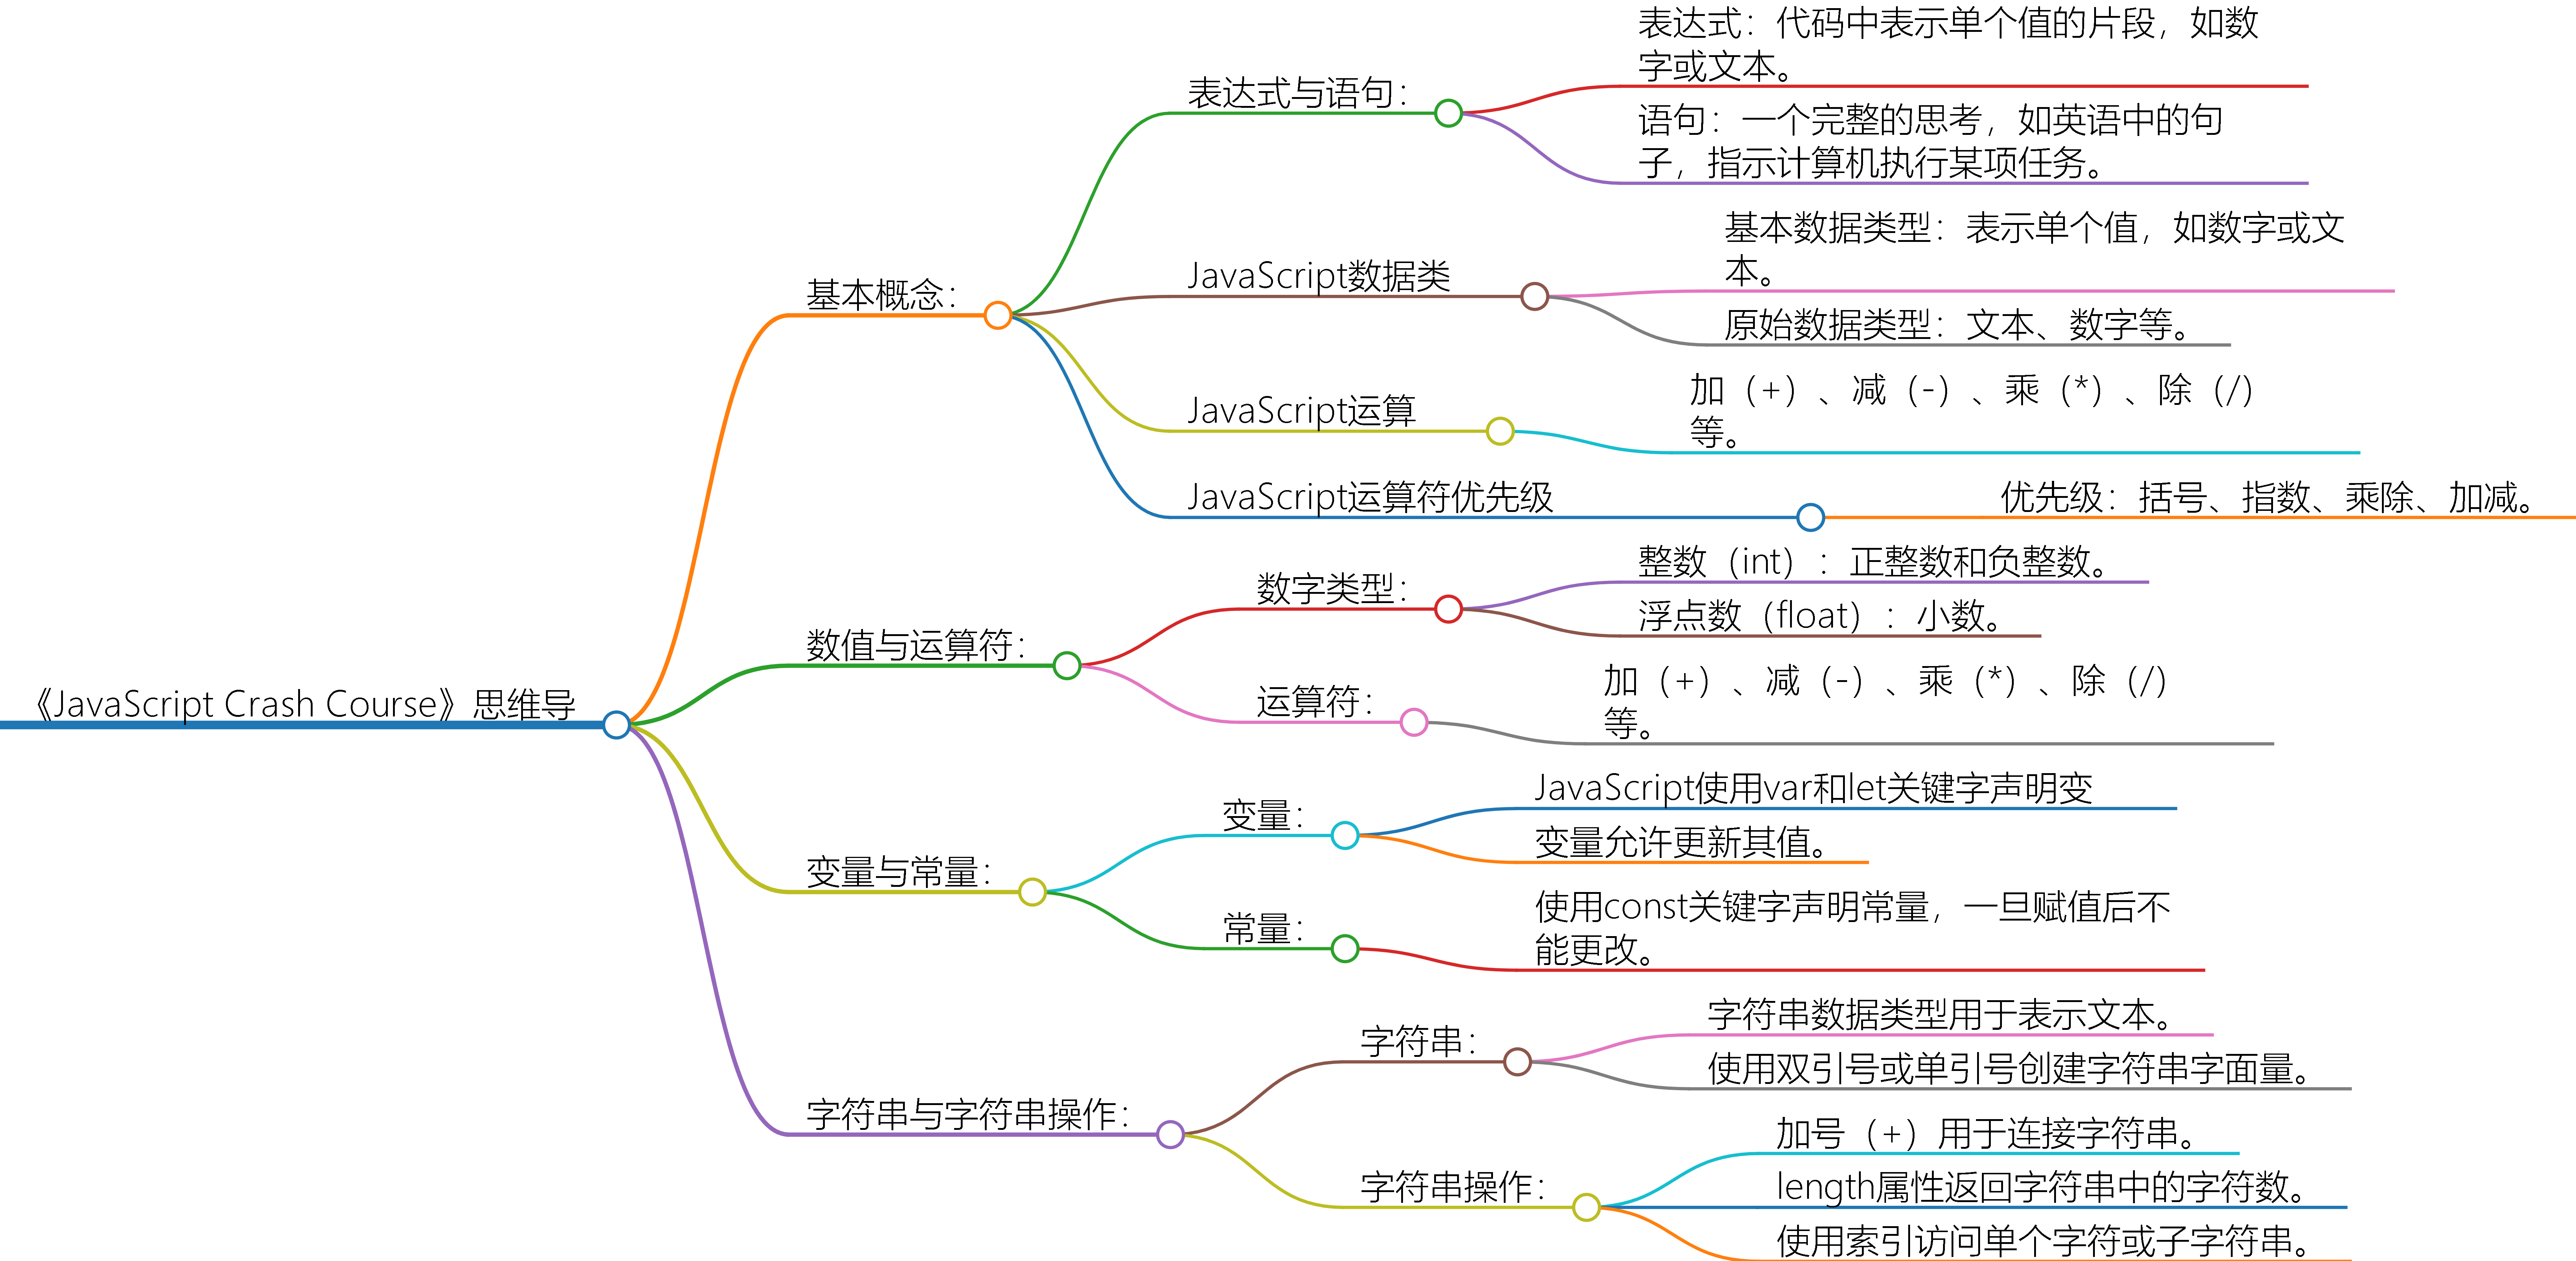 《JavaScript Crash Course》思维导
基本概念：
表达式与语句：
表达式：代码中表示单个值的片段，如数
字或文本。
语句：一个完整的思考，如英语中的句
子，指示计算机执行某项任务。
JavaScript数据类
基本数据类型：表示单个值，如数字或文
本。
原始数据类型：文本、数字等。
JavaScript运算
加（+）、减（-）、乘（*）、除（/）
等。
JavaScript运算符优先级
优先级：括号、指数、乘除、加减。
数值与运算符：
数字类型：
整数（int）：正整数和负整数。
浮点数（float）：小数。
运算符：
加（+）、减（-）、乘（*）、除（/）
等。
变量与常量：
变量：
JavaScript使用var和let关键字声明变
变量允许更新其值。
常量：
使用const关键字声明常量，一旦赋值后不
能更改。
字符串与字符串操作：
字符串：
字符串数据类型用于表示文本。
使用双引号或单引号创建字符串字面量。
字符串操作：
加号（+）用于连接字符串。
length属性返回字符串中的字符数。
使用索引访问单个字符或子字符串。